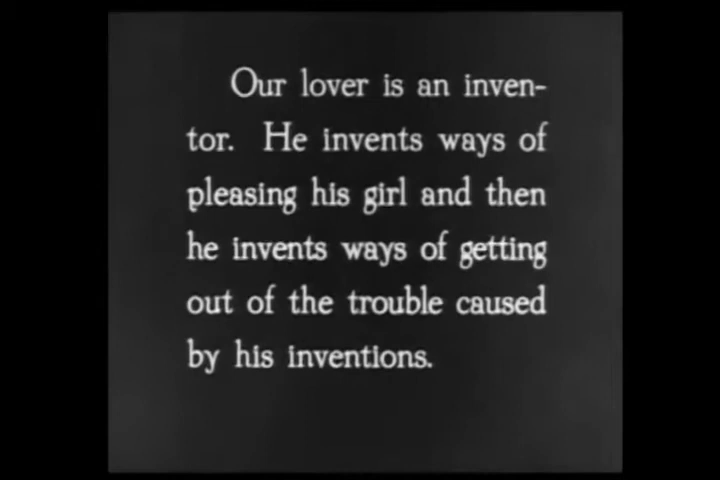 Our lover is an inven-
tor. He invents ways of
pleasing his girl and then
he invents ways of getting
out of the trouble caused
by his inventions.